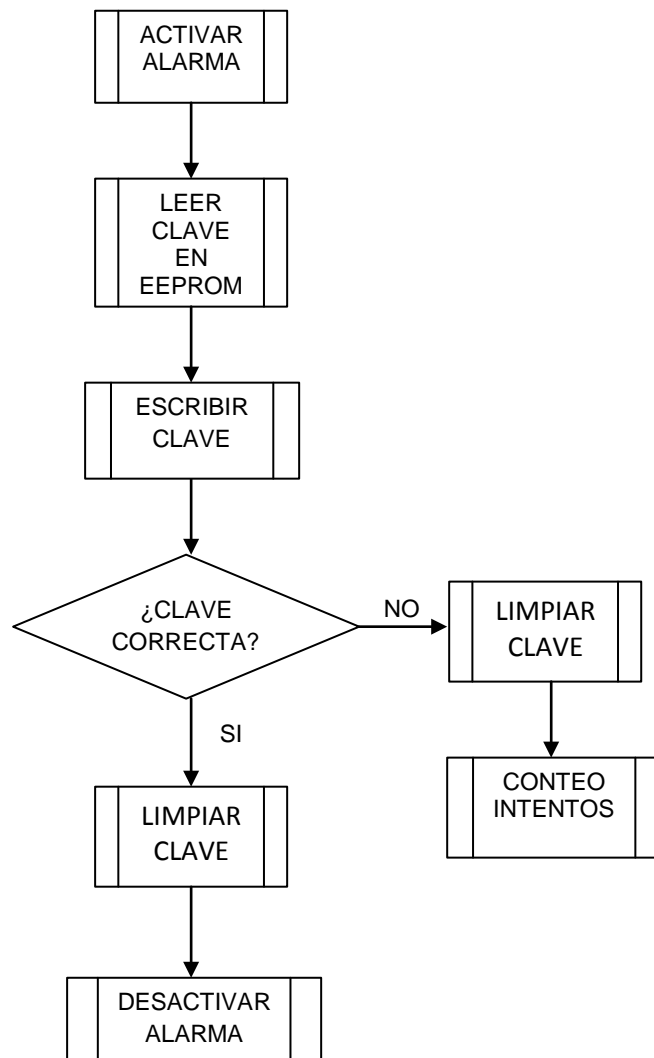 ACTIVAR
ALARMA
LEER
CLAVE
EN
EEPROM
ESCRIBIR
CLAVE
¿CLAVE
CORRECTA?
NO
LIMPIAR
CLAVE
CONTEO
INTENTOS
SI
LIMPIAR
CLAVE
DESACTIVAR
ALARMA